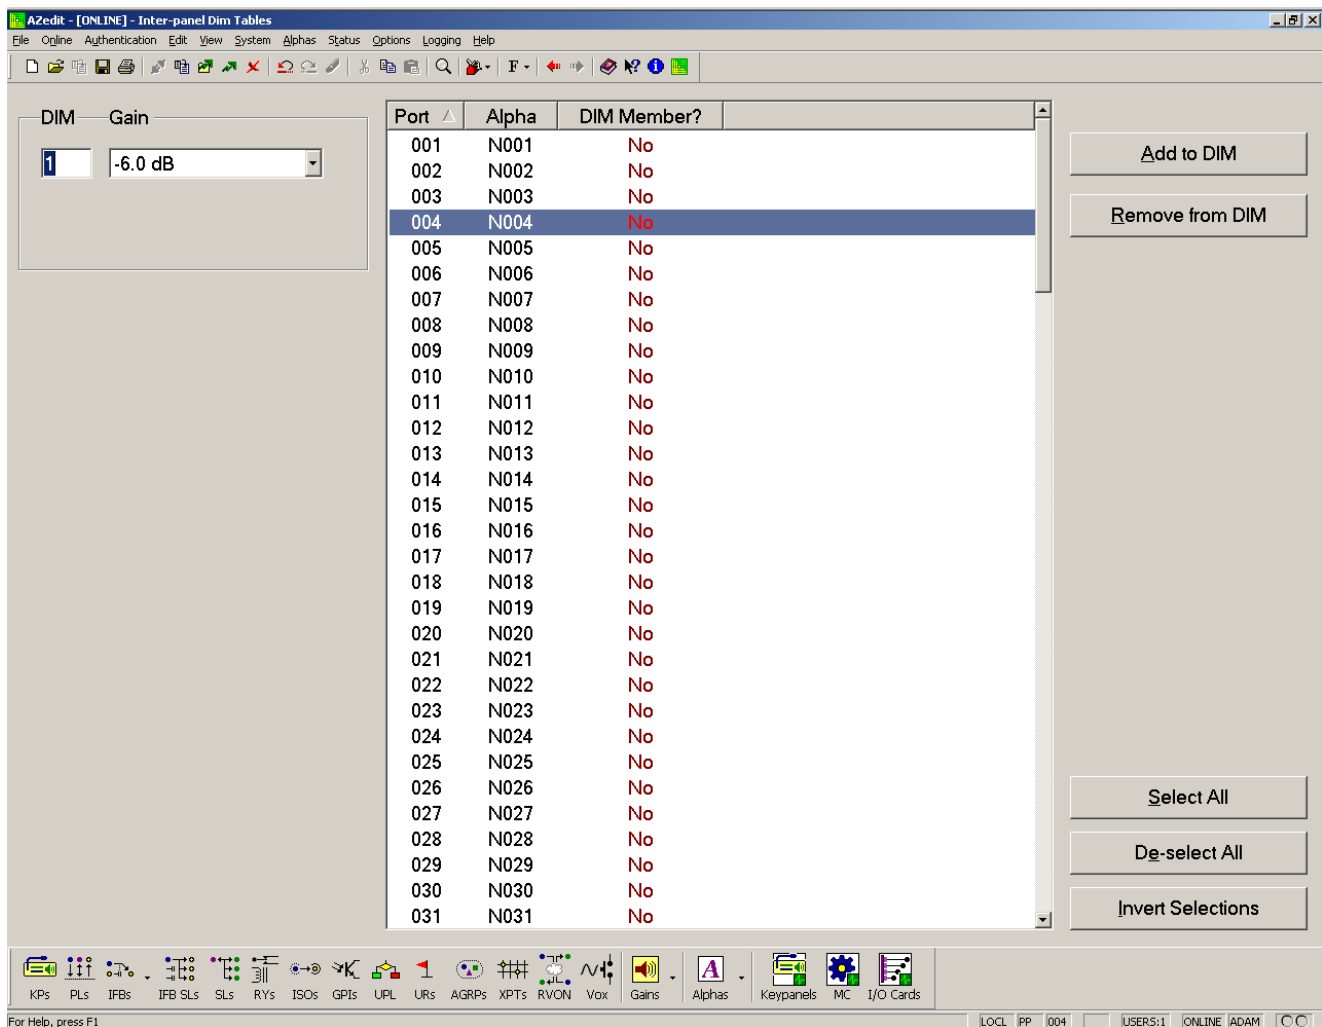 AZedit - [ONLINE] - Inter-panel Dim Tables
File Online Authentication Edit View System Alphas Status Options Logging Help
F
DIM Gain
1 -6.0 dB
Port Alpha DIM Member?
001 N001 No
002 N002 No
003 N003 No
004 N004 No
005 N005 No
006 N006 No
007 N007 No
008 N008 No
009 N009 No
010 N010 No
011 N011 No
012 N012 No
013 N013 No
014 N014 No
015 N015 No
016 N016 No
017 N017 No
018 N018 No
019 N019 No
020 N020 No
021 N021 No
022 N022 No
023 N023 No
024 N024 No
025 N025 No
026 N026 No
027 N027 No
028 N028 No
029 N029 No
030 N030 No
031 N031 No
Add to DIM
Remove from DIM
Select All
De-select All
Invert Selections
KPs PLs IFBs IFB SLs SLs RYs ISOs GPIs UPL URs AGRPs XPTs RVON Vox Gains Alphas Keypanels MC I/O Cards
For Help, press F1 LOCL PP 004 USERS:1 ONLINE ADAM